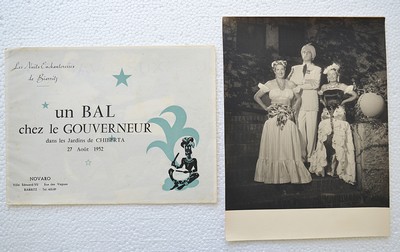 Les Nuits Enchanteresses
de Biarritz
un BAL
chez le GOUVERNEUR
dans les Jardins de CHIBERTA
27 Août 1952
NOVARO
BIARRITZ